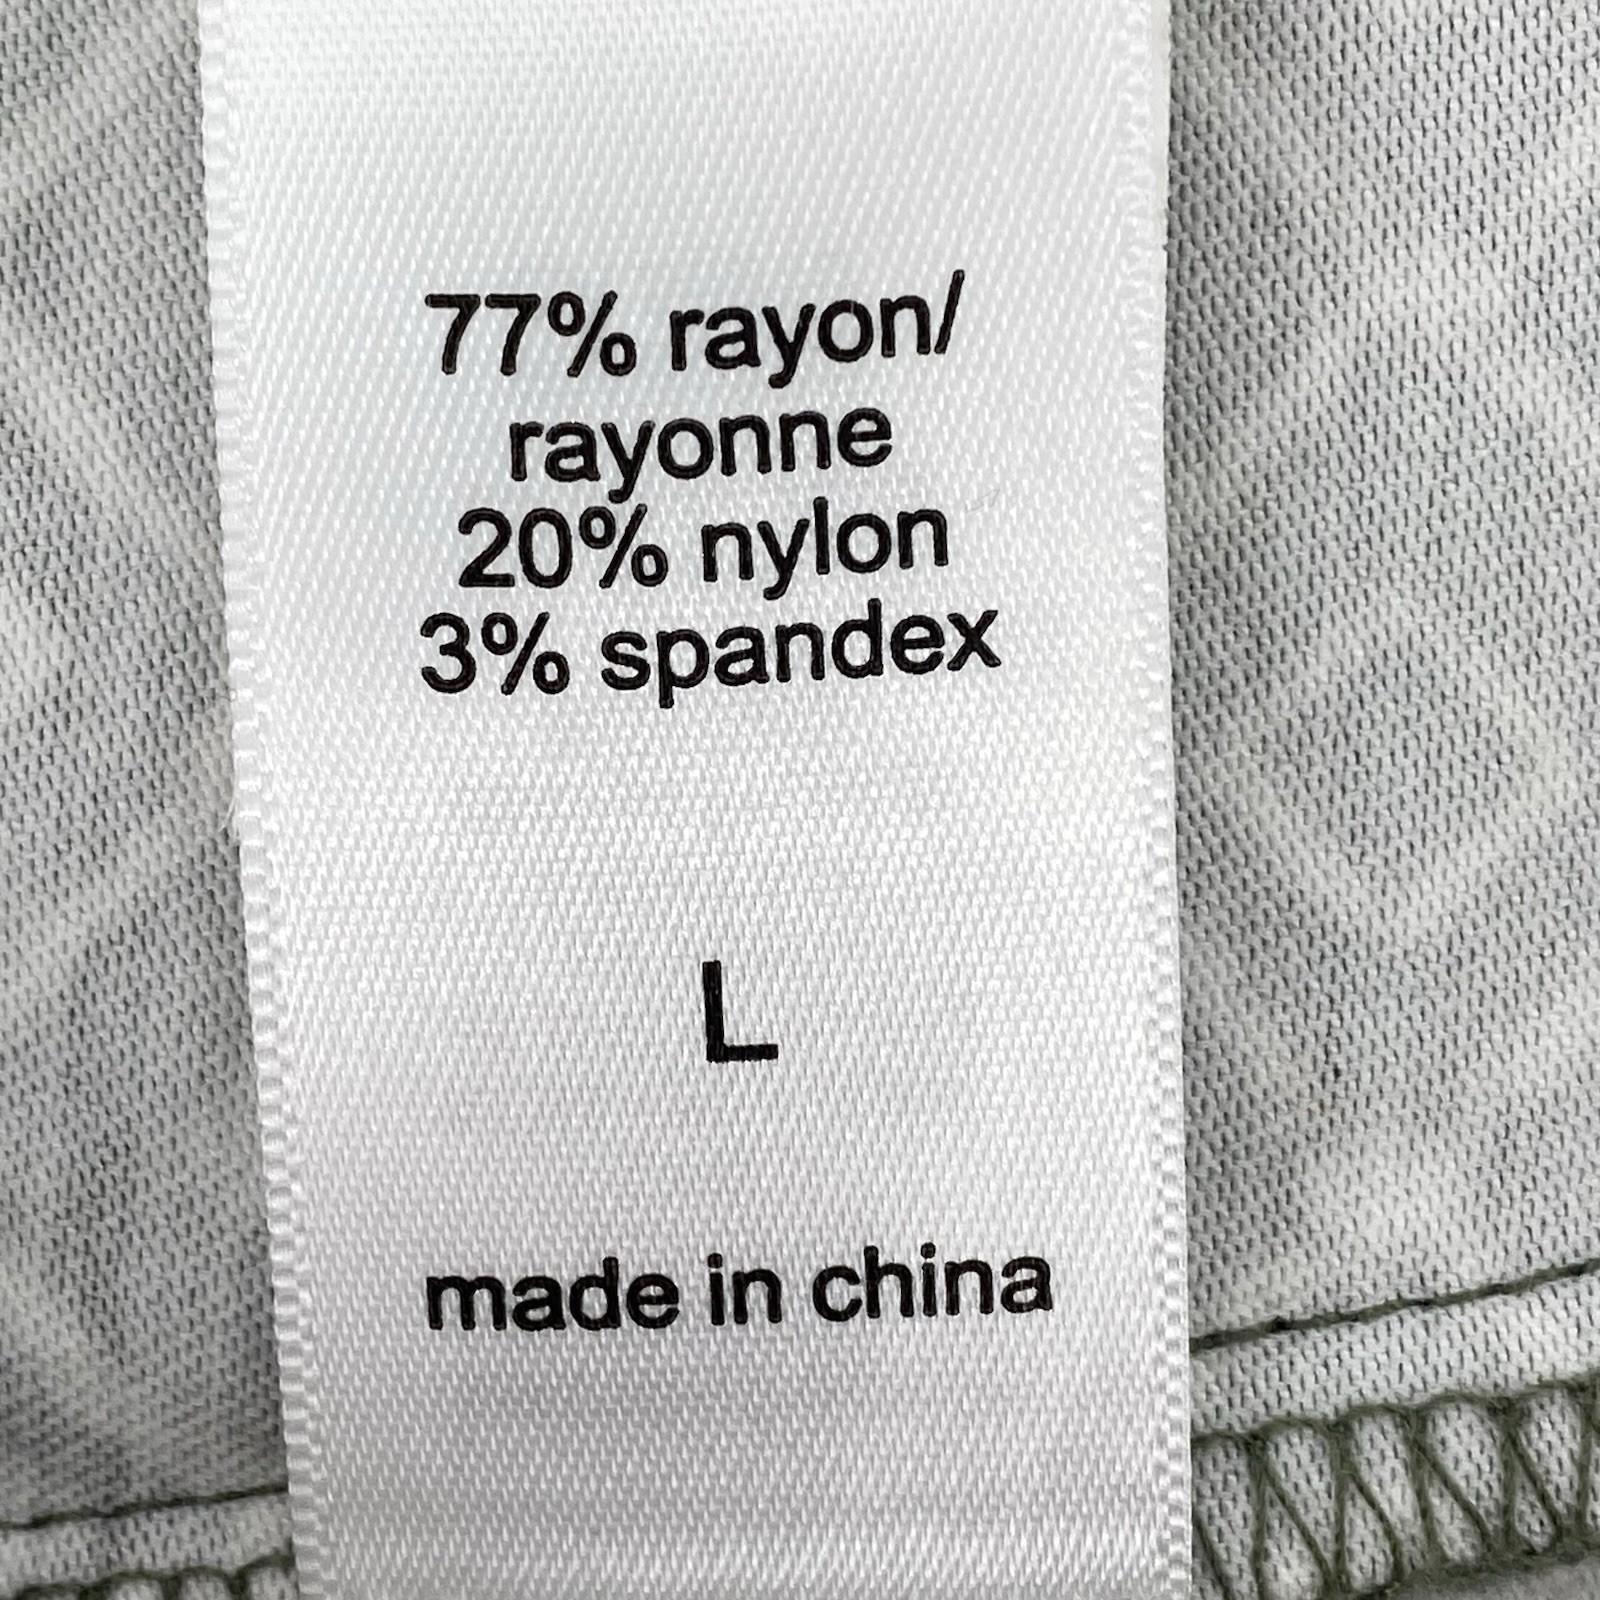 77% rayon/
rayonne
20% nylon
3% spandex
L
made in china